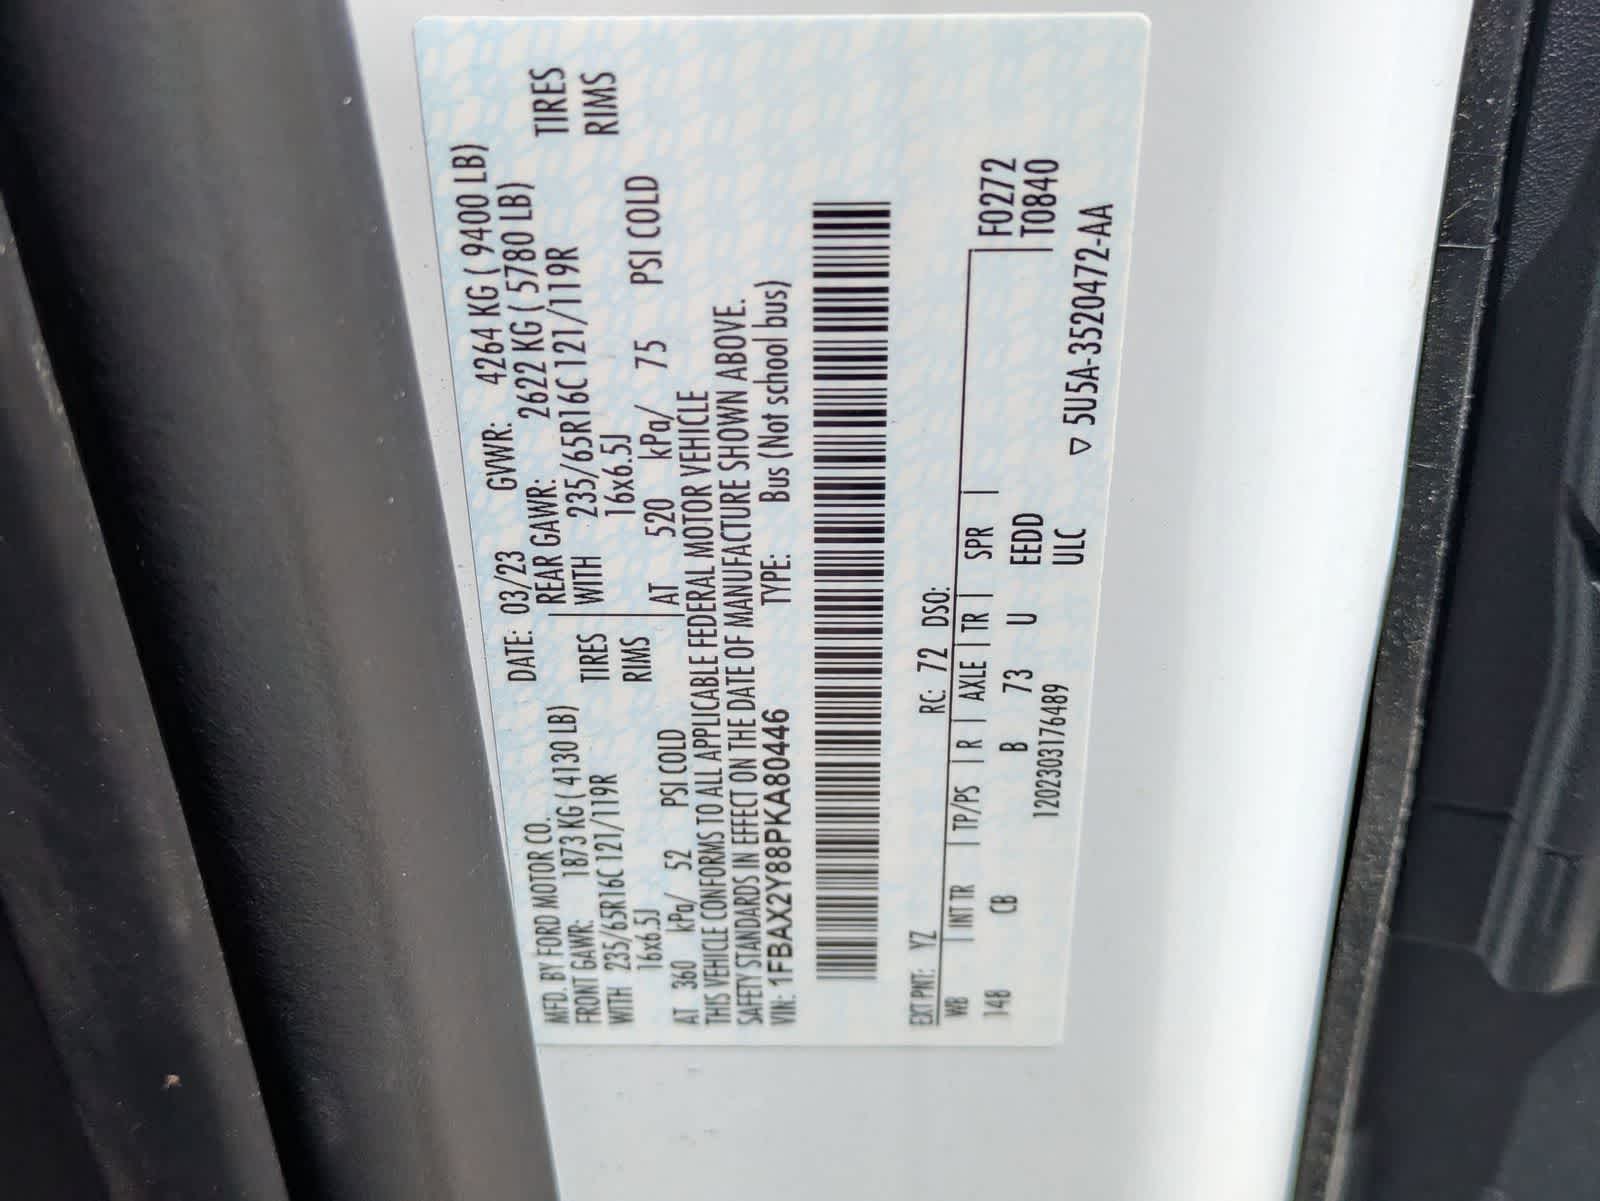 MFD. BY FORD MOTOR CO. DATE: 03/23 GVWR: 4264 KG ( 9400 LB)
FRONT GAWR: 1873 KG ( 4130 LB) REAR GAWR: 2622 KG ( 5780 LB)
WITH 235/65R16C 121/119R TIRES WITH 235/65R16C 121/119R TIRES
16x6.5J RIMS 16x6.5J RIMS
AT 360 kPa/ 52 PSI COLD AT 520 kPa/ 75 PSI COLD
THIS VEHICLE CONFORMS TO ALL APPLICABLE FEDERAL MOTOR VEHICLE
SAFETY STANDARDS IN EFFECT ON THE DATE OF MANUFACTURE SHOWN ABOVE.
VIN: 1FBAX2Y88PKA80446 TYPE: Bus (Not school bus)
EXT PNT: YZ RC: 72 DSO:
WB | INT TR | TP/PS | R | AXLE | TR | SPR | F0272
148 CB B 73 U EEDD T0840
1202303176489 ULC
▽ 5U5A-3520472-AA